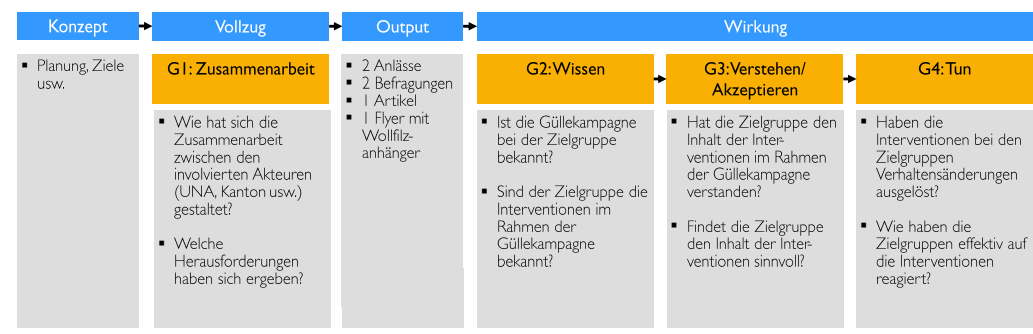 Konzept
Vollzug
Output
Wirkung
▪ Planung, Ziele
usw.
G1: Zusammenarbeit
▪ Wie hat sich die
Zusammenarbeit
zwischen den
involvierten Akteuren
(UNA, Kanton usw.)
gestaltet?
▪ Welche
Herausforderungen
haben sich ergeben?
▪ 2 Anlässe
▪ 2 Befragungen
▪ 1 Artikel
▪ 1 Flyer mit
Wollfilz-
anhänger
G2: Wissen
▪ Ist die Güllekampagne
bei der Zielgruppe
bekannt?
▪ Sind der Zielgruppe die
Interventionen im
Rahmen der
Güllekampagne
bekannt?
G3: Verstehen/
Akzeptieren
▪ Hat die Zielgruppe den
Inhalt der Inter-
ventionen im Rahmen
der Güllekampagne
verstanden?
▪ Findet die Zielgruppe
den Inhalt der Inter-
ventionen sinnvoll?
G4: Tun
▪ Haben die
Interventionen bei den
Zielgruppen
Verhaltensänderungen
ausgelöst?
▪ Wie haben die
Zielgruppen effektiv auf
die Interventionen
reagiert?